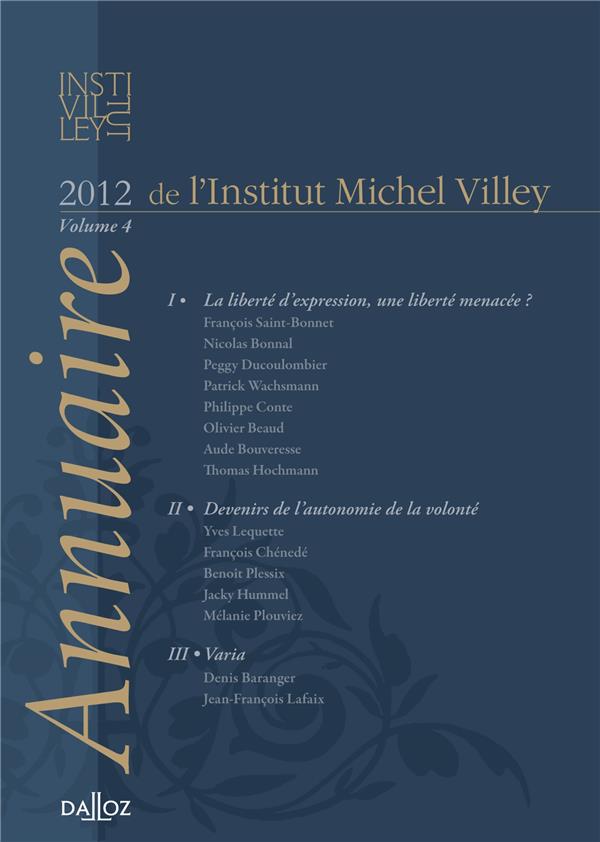 INSTI
VIL
LEY
TUT
Annuaire
2012 de l’Institut Michel Villey
Volume 4
I • La liberté d’expression, une liberté menacée ?
François Saint-Bonnet
Nicolas Bonnal
Peggy Ducoulombier
Patrick Wachsmann
Philippe Conte
Olivier Beaud
Aude Bouveresse
Thomas Hochmann
II • Devenirs de l’autonomie de la volonté
Yves Lequette
François Chénedé
Benoit Plessix
Jacky Hummel
Mélanie Plouviez
III • Varia
Denis Baranger
Jean-François Lafaix
DALLOZ